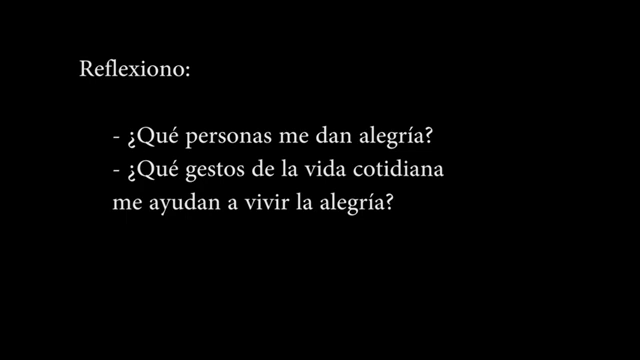 Reflexiono:
- ¿Qué personas me dan alegría?
- ¿Qué gestos de la vida cotidiana
me ayudan a vivir la alegría?